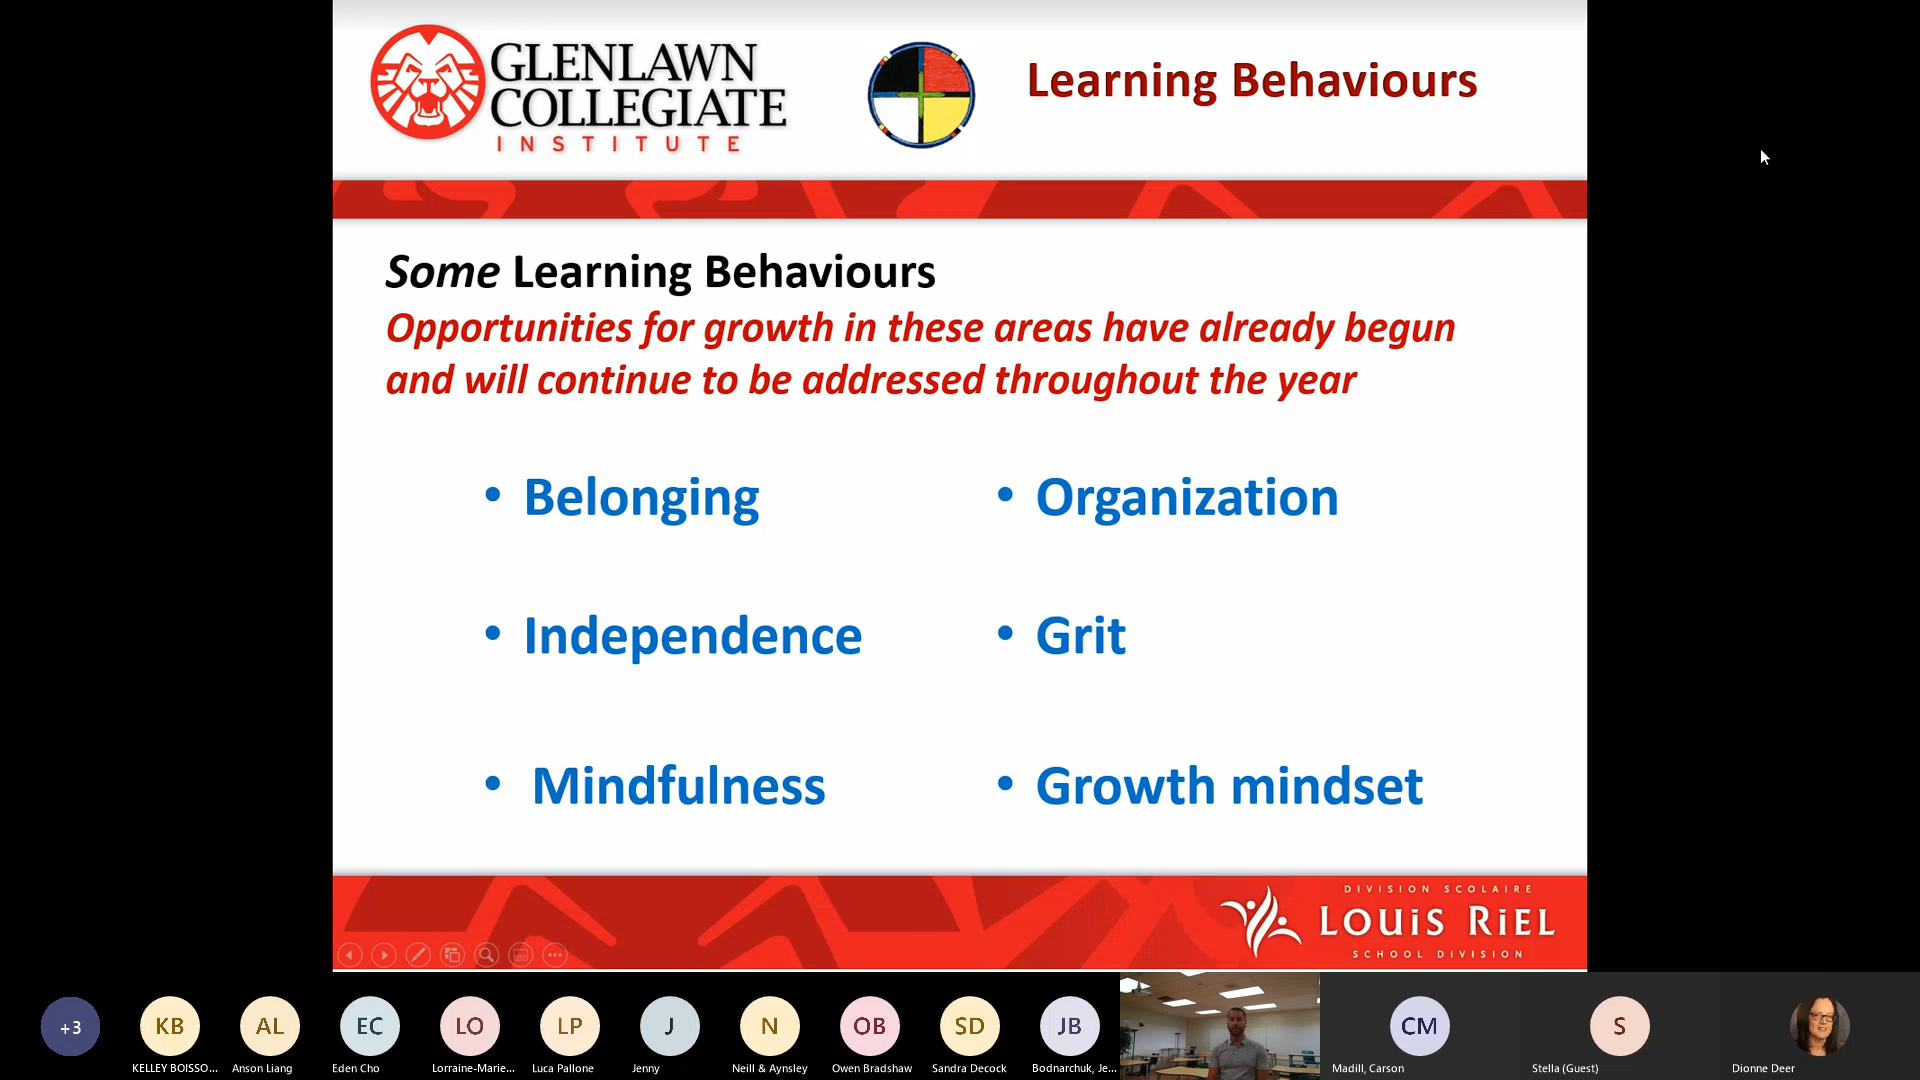 GLENLAWN
COLLEGIATE
INSTITUTE
Learning Behaviours
Some Learning Behaviours
Opportunities for growth in these areas have already begun
and will continue to be addressed throughout the year
• Belonging
• Organization
• Independence
• Grit
• Mindfulness
• Growth mindset
DIVISION SCOLAIRE
LOUiS RiEL
SCHOOL DIVISION
+3
KB
AL
EC
LO
LP
J
N
OB
SD
JB
CM
S
KELLEY BOISSO...
Anson Liang
Eden Cho
Lorraine-Marie...
Luca Pallone
Jenny
Neill & Aynsley
Owen Bradshaw
Sandra Decock
Bodnarchuk, Je...
Madill, Carson
Stella (Guest)
Dionne Deer